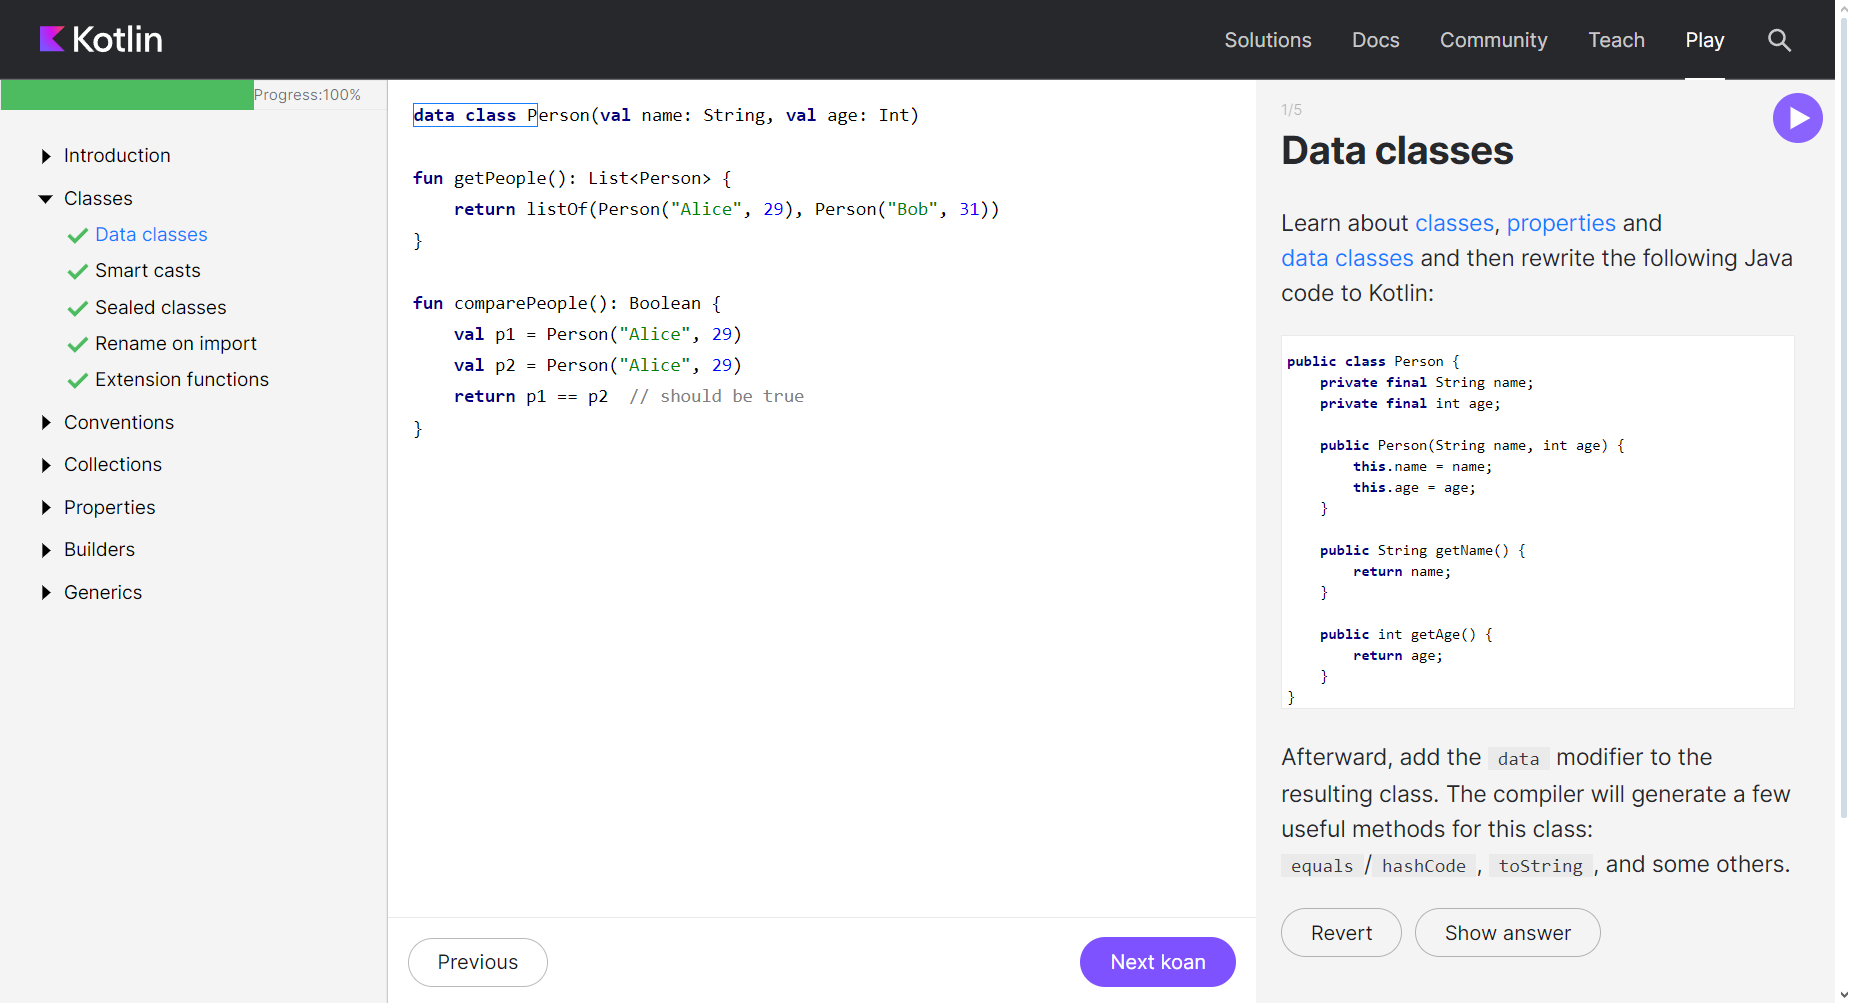 Kotlin
Solutions Docs Community Teach Play
Progress:100%
Introduction
Classes
Data classes
Smart casts
Sealed classes
Rename on import
Extension functions
Conventions
Collections
Properties
Builders
Generics
data class Person(val name: String, val age: Int)
fun getPeople(): List<Person> {
    return listOf(Person("Alice", 29), Person("Bob", 31))
}
fun comparePeople(): Boolean {
    val p1 = Person("Alice", 29)
    val p2 = Person("Alice", 29)
    return p1 == p2  // should be true
}
Previous
Next koan
1/5
Data classes
Learn about classes, properties and
data classes and then rewrite the following Java
code to Kotlin:
public class Person {
    private final String name;
    private final int age;
    public Person(String name, int age) {
        this.name = name;
        this.age = age;
    }
    public String getName() {
        return name;
    }
    public int getAge() {
        return age;
    }
}
Afterward, add the data modifier to the
resulting class. The compiler will generate a few
useful methods for this class:
equals / hashCode , toString , and some others.
Revert
Show answer